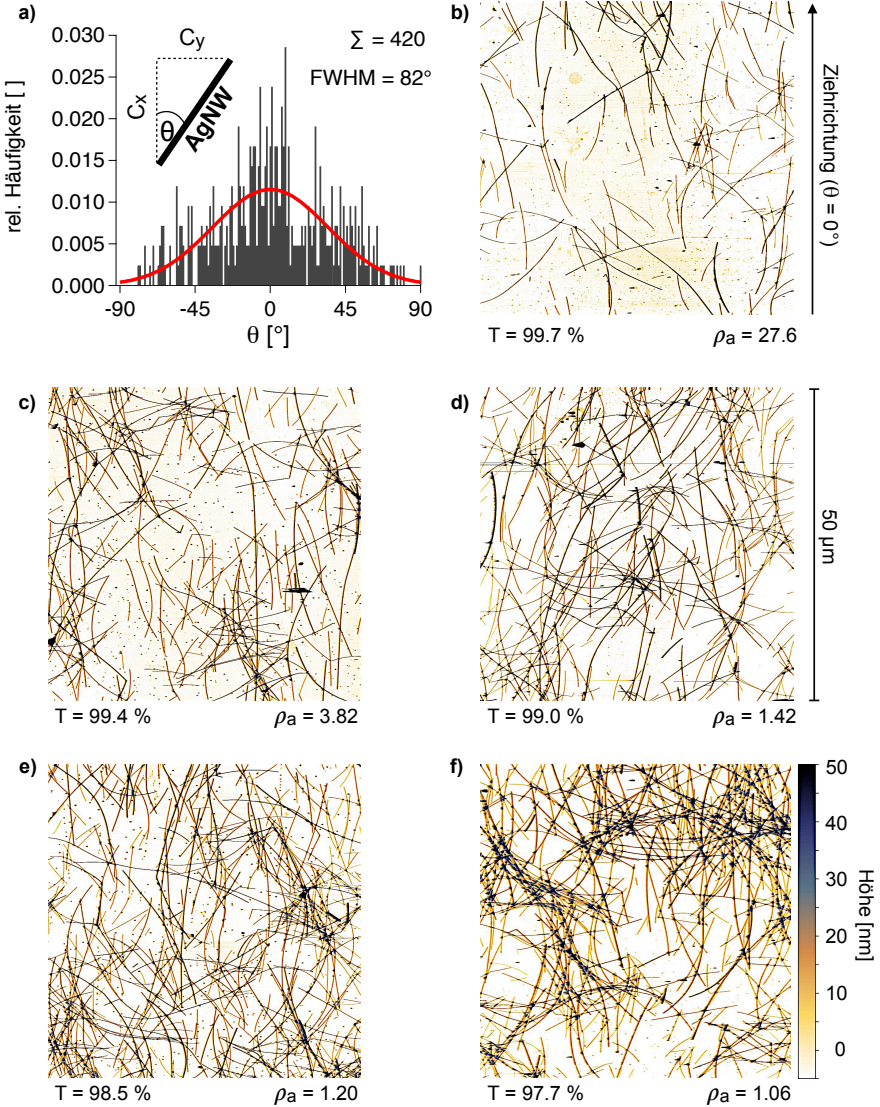 a)
Σ = 420
FWHM = 82°
Cy
Cx
θ
AgNW
rel. Häufigkeit [ ]
0.030
0.025
0.020
0.015
0.010
0.005
0.000
-90 -45 0 45 90
θ [°]
b)
Ziehrichtung (θ = 0°)
T = 99.7 % ρa = 27.6
c)
T = 99.4 % ρa = 3.82
d)
50 µm
T = 99.0 % ρa = 1.42
e)
T = 98.5 % ρa = 1.20
f)
50
40
30
20
10
0
Höhe [nm]
T = 97.7 % ρa = 1.06